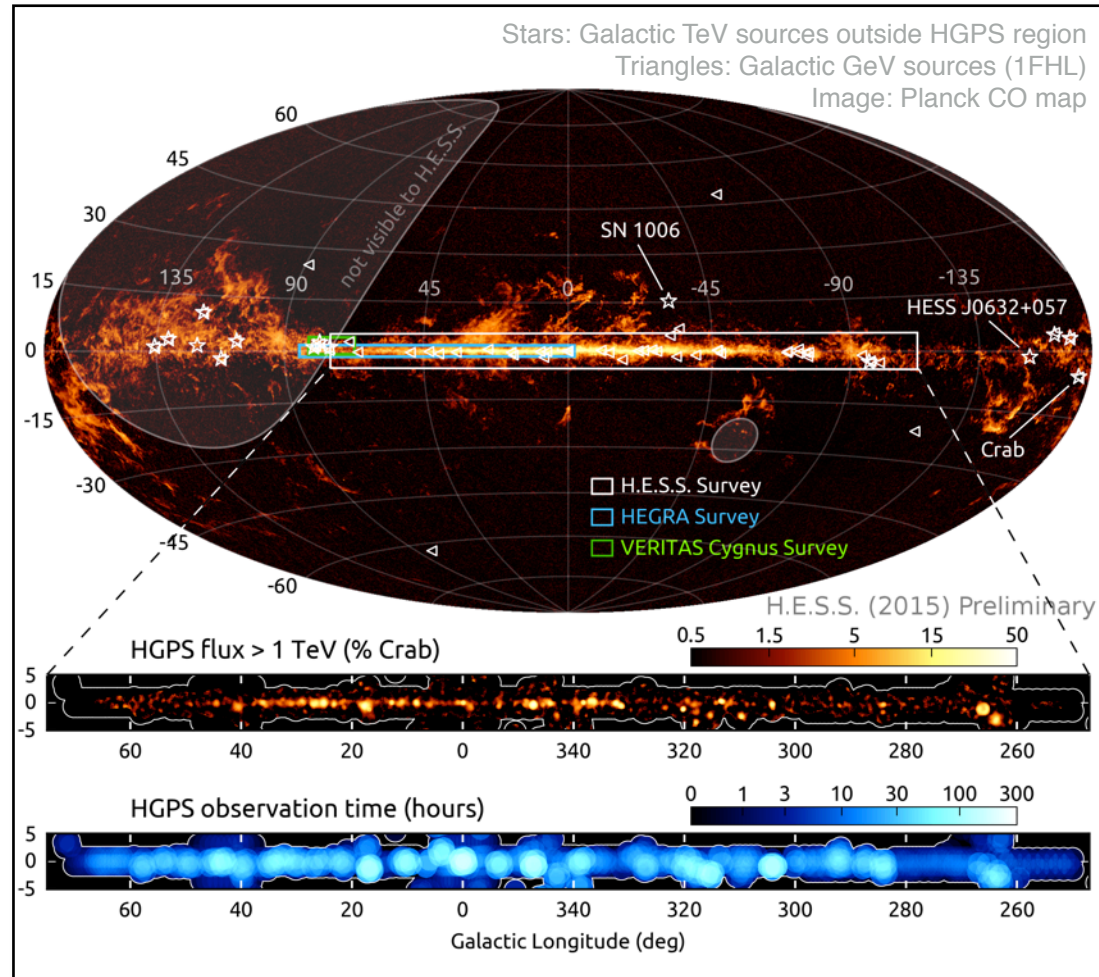 Stars: Galactic TeV sources outside HGPS region
Triangles: Galactic GeV sources (1FHL)
Image: Planck CO map
60
45
30
15
0
-15
-30
-45
-60
not visible to H.E.S.S.
135
90
45
0
-45
-90
-135
SN 1006
HESS J0632+057
Crab
H.E.S.S. Survey
HEGRA Survey
VERITAS Cygnus Survey
H.E.S.S. (2015) Preliminary
HGPS flux > 1 TeV (% Crab)
0.5 1.5 5 15 50
5
0
-5
60 40 20 0 340 320 300 280 260
HGPS observation time (hours)
0 1 3 10 30 100 300
5
0
-5
60 40 20 0 340 320 300 280 260
Galactic Longitude (deg)